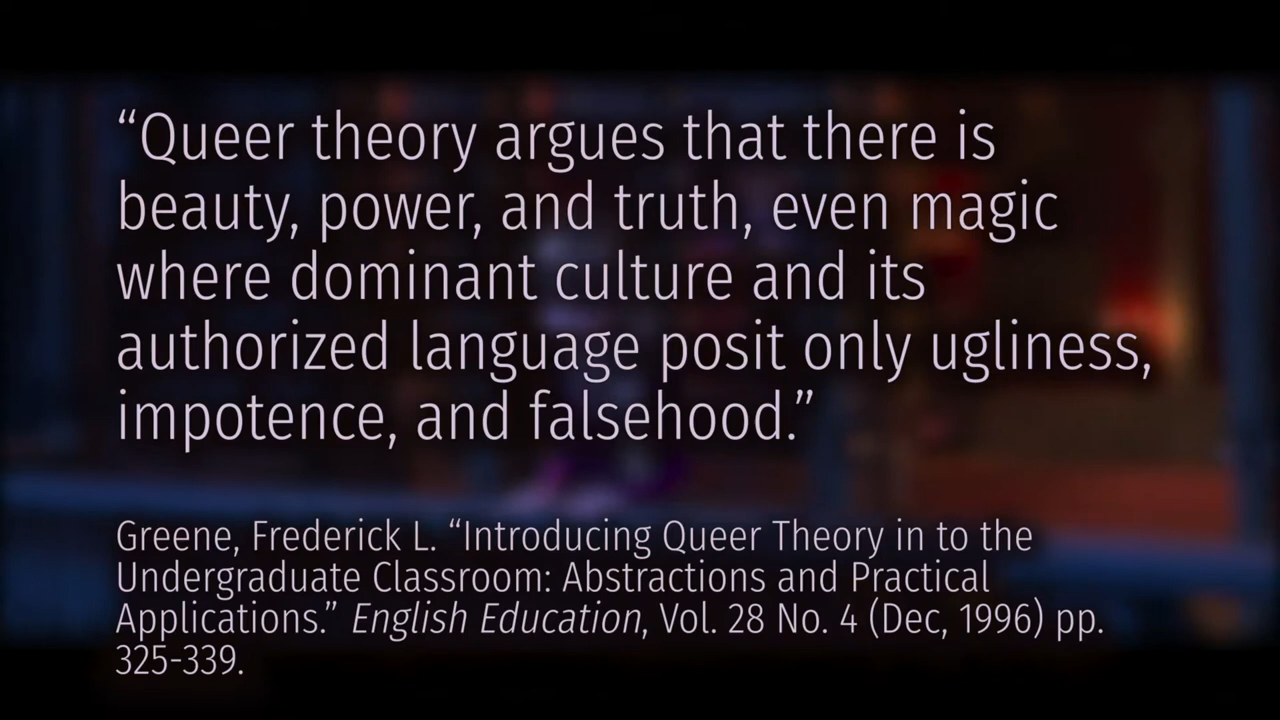 “Queer theory argues that there is
beauty, power, and truth, even magic
where dominant culture and its
authorized language posit only ugliness,
impotence, and falsehood.”
Greene, Frederick L. “Introducing Queer Theory in to the
Undergraduate Classroom: Abstractions and Practical
Applications.” English Education, Vol. 28 No. 4 (Dec, 1996) pp.
325-339.